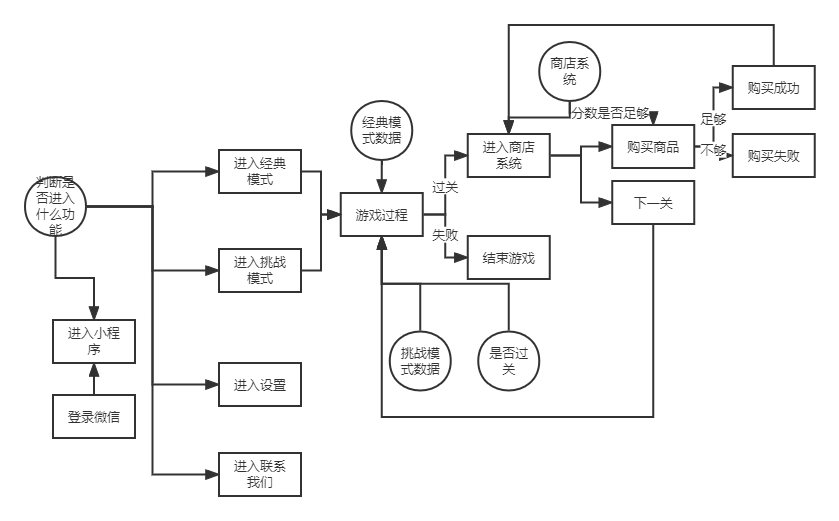 判断是
否进入
什么功
能
进入小程
序
登录微信
进入经典
模式
进入挑战
模式
进入设置
进入联系
我们
经典模
式数据
游戏过程
挑战模
式数据
是否过
关
过关
失败
商店系
统
进入商店
系统
结束游戏
分数是否足够
购买商品
下一关
足够
不够
购买成功
购买失败